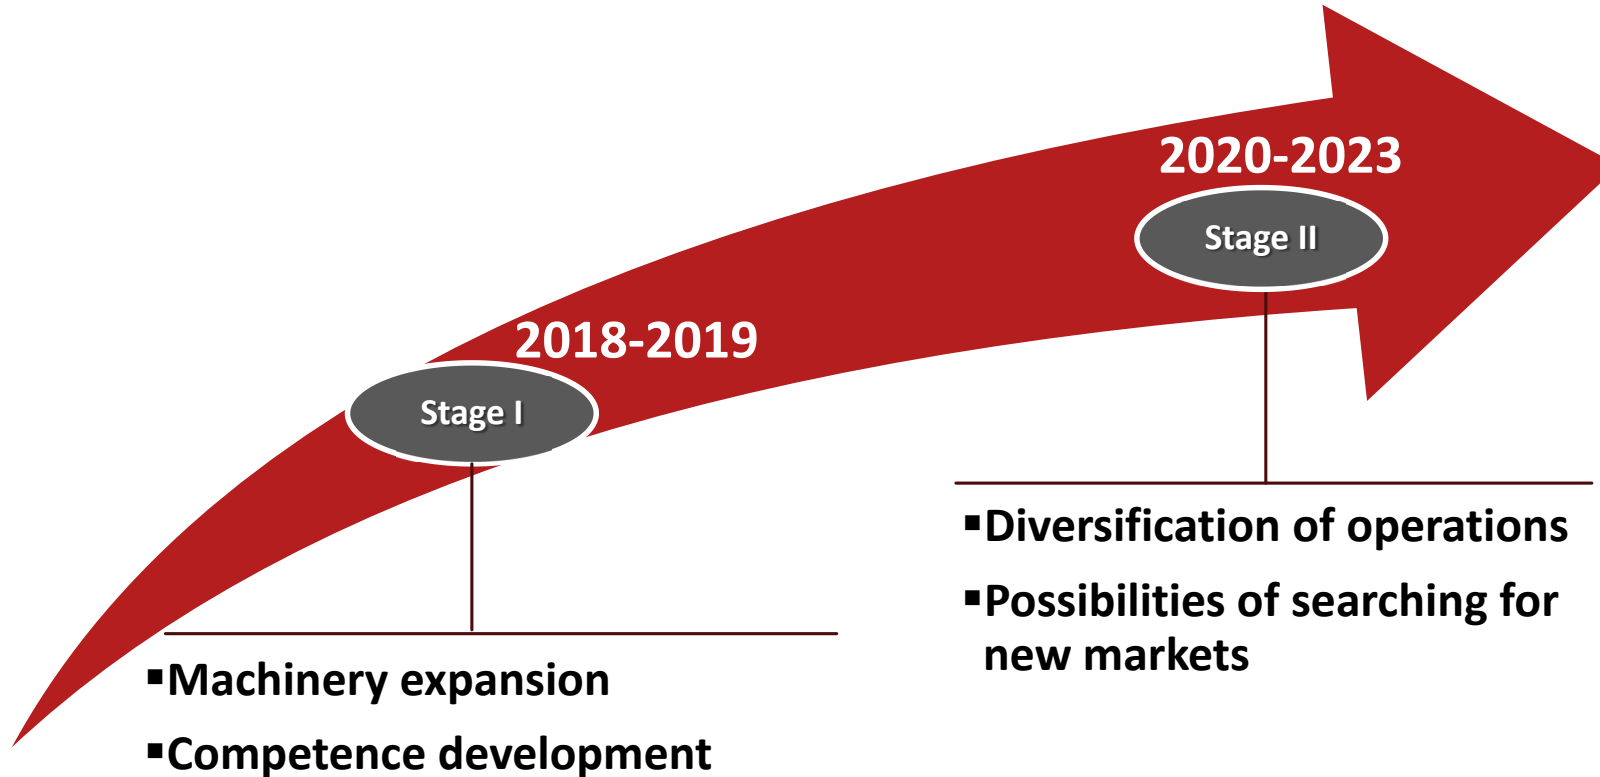 2020-2023
Stage II
2018-2019
Stage I
▪Diversification of operations
▪Possibilities of searching for
new markets
▪Machinery expansion
▪Competence development